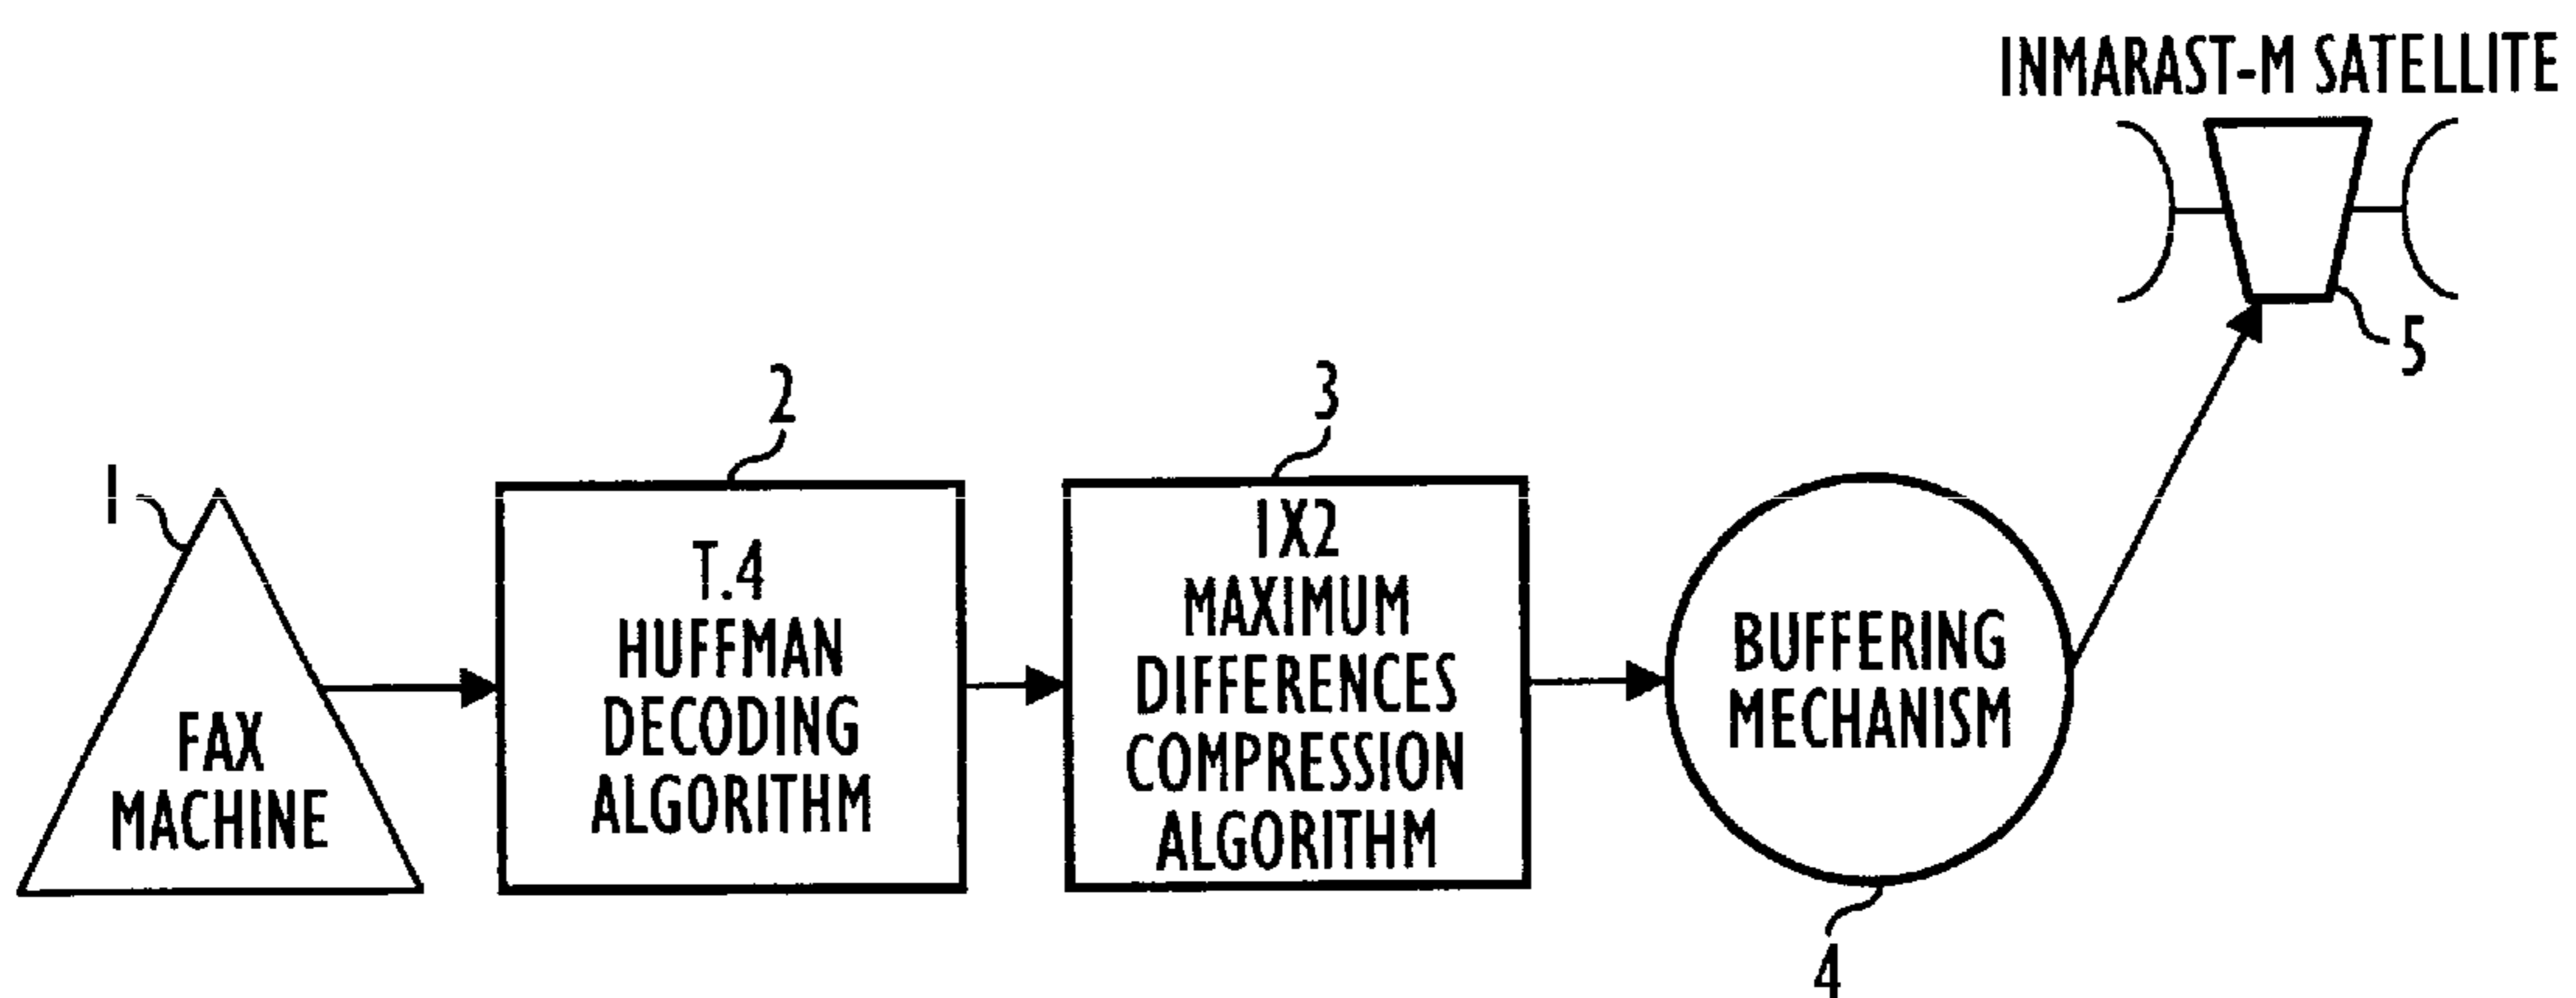 INMARAST-M SATELLITE
5
2
3
1
T.4
HUFFMAN
DECODING
ALGORITHM
1X2
MAXIMUM
DIFFERENCES
COMPRESSION
ALGORITHM
BUFFERING
MECHANISM
FAX
MACHINE
4